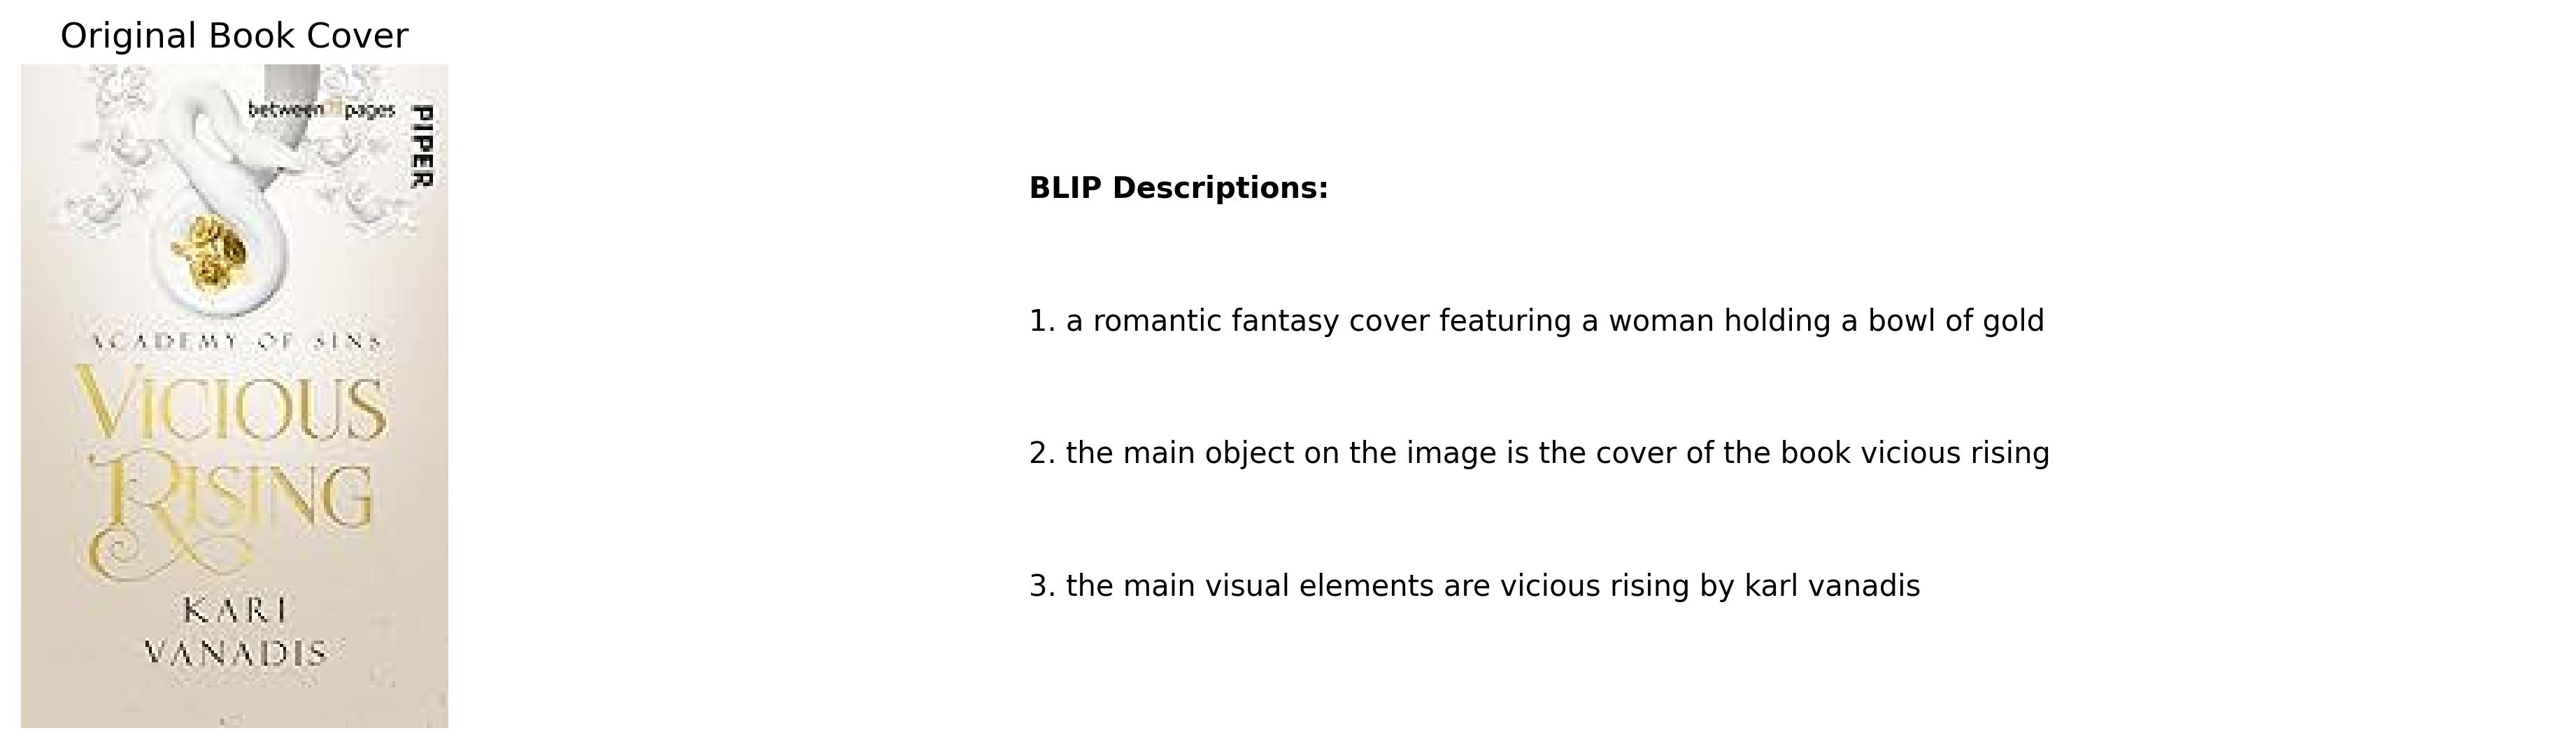 Original Book Cover
between pages
PIPER
ACADEMY OF SINS
VICIOUS
RISING
KARI
VANADIS
BLIP Descriptions:
1. a romantic fantasy cover featuring a woman holding a bowl of gold
2. the main object on the image is the cover of the book vicious rising
3. the main visual elements are vicious rising by karl vanadis